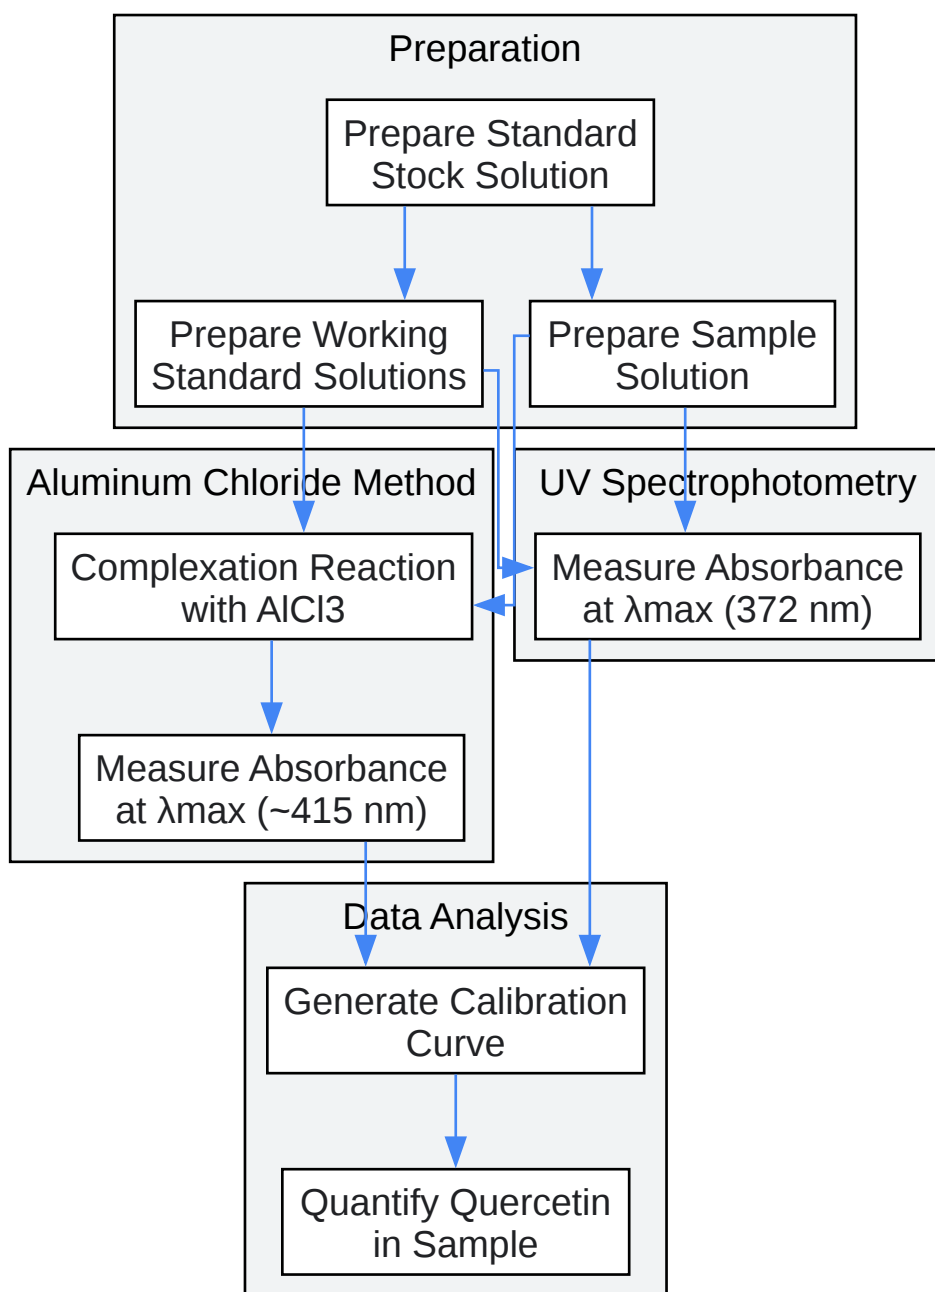 Preparation
Prepare Standard
Stock Solution
Prepare Working
Standard Solutions
Prepare Sample
Solution
Aluminum Chloride Method
Complexation Reaction
with AlCl3
Measure Absorbance
at λmax (~415 nm)
UV Spectrophotometry
Measure Absorbance
at λmax (372 nm)
Data Analysis
Generate Calibration
Curve
Quantify Quercetin
in Sample